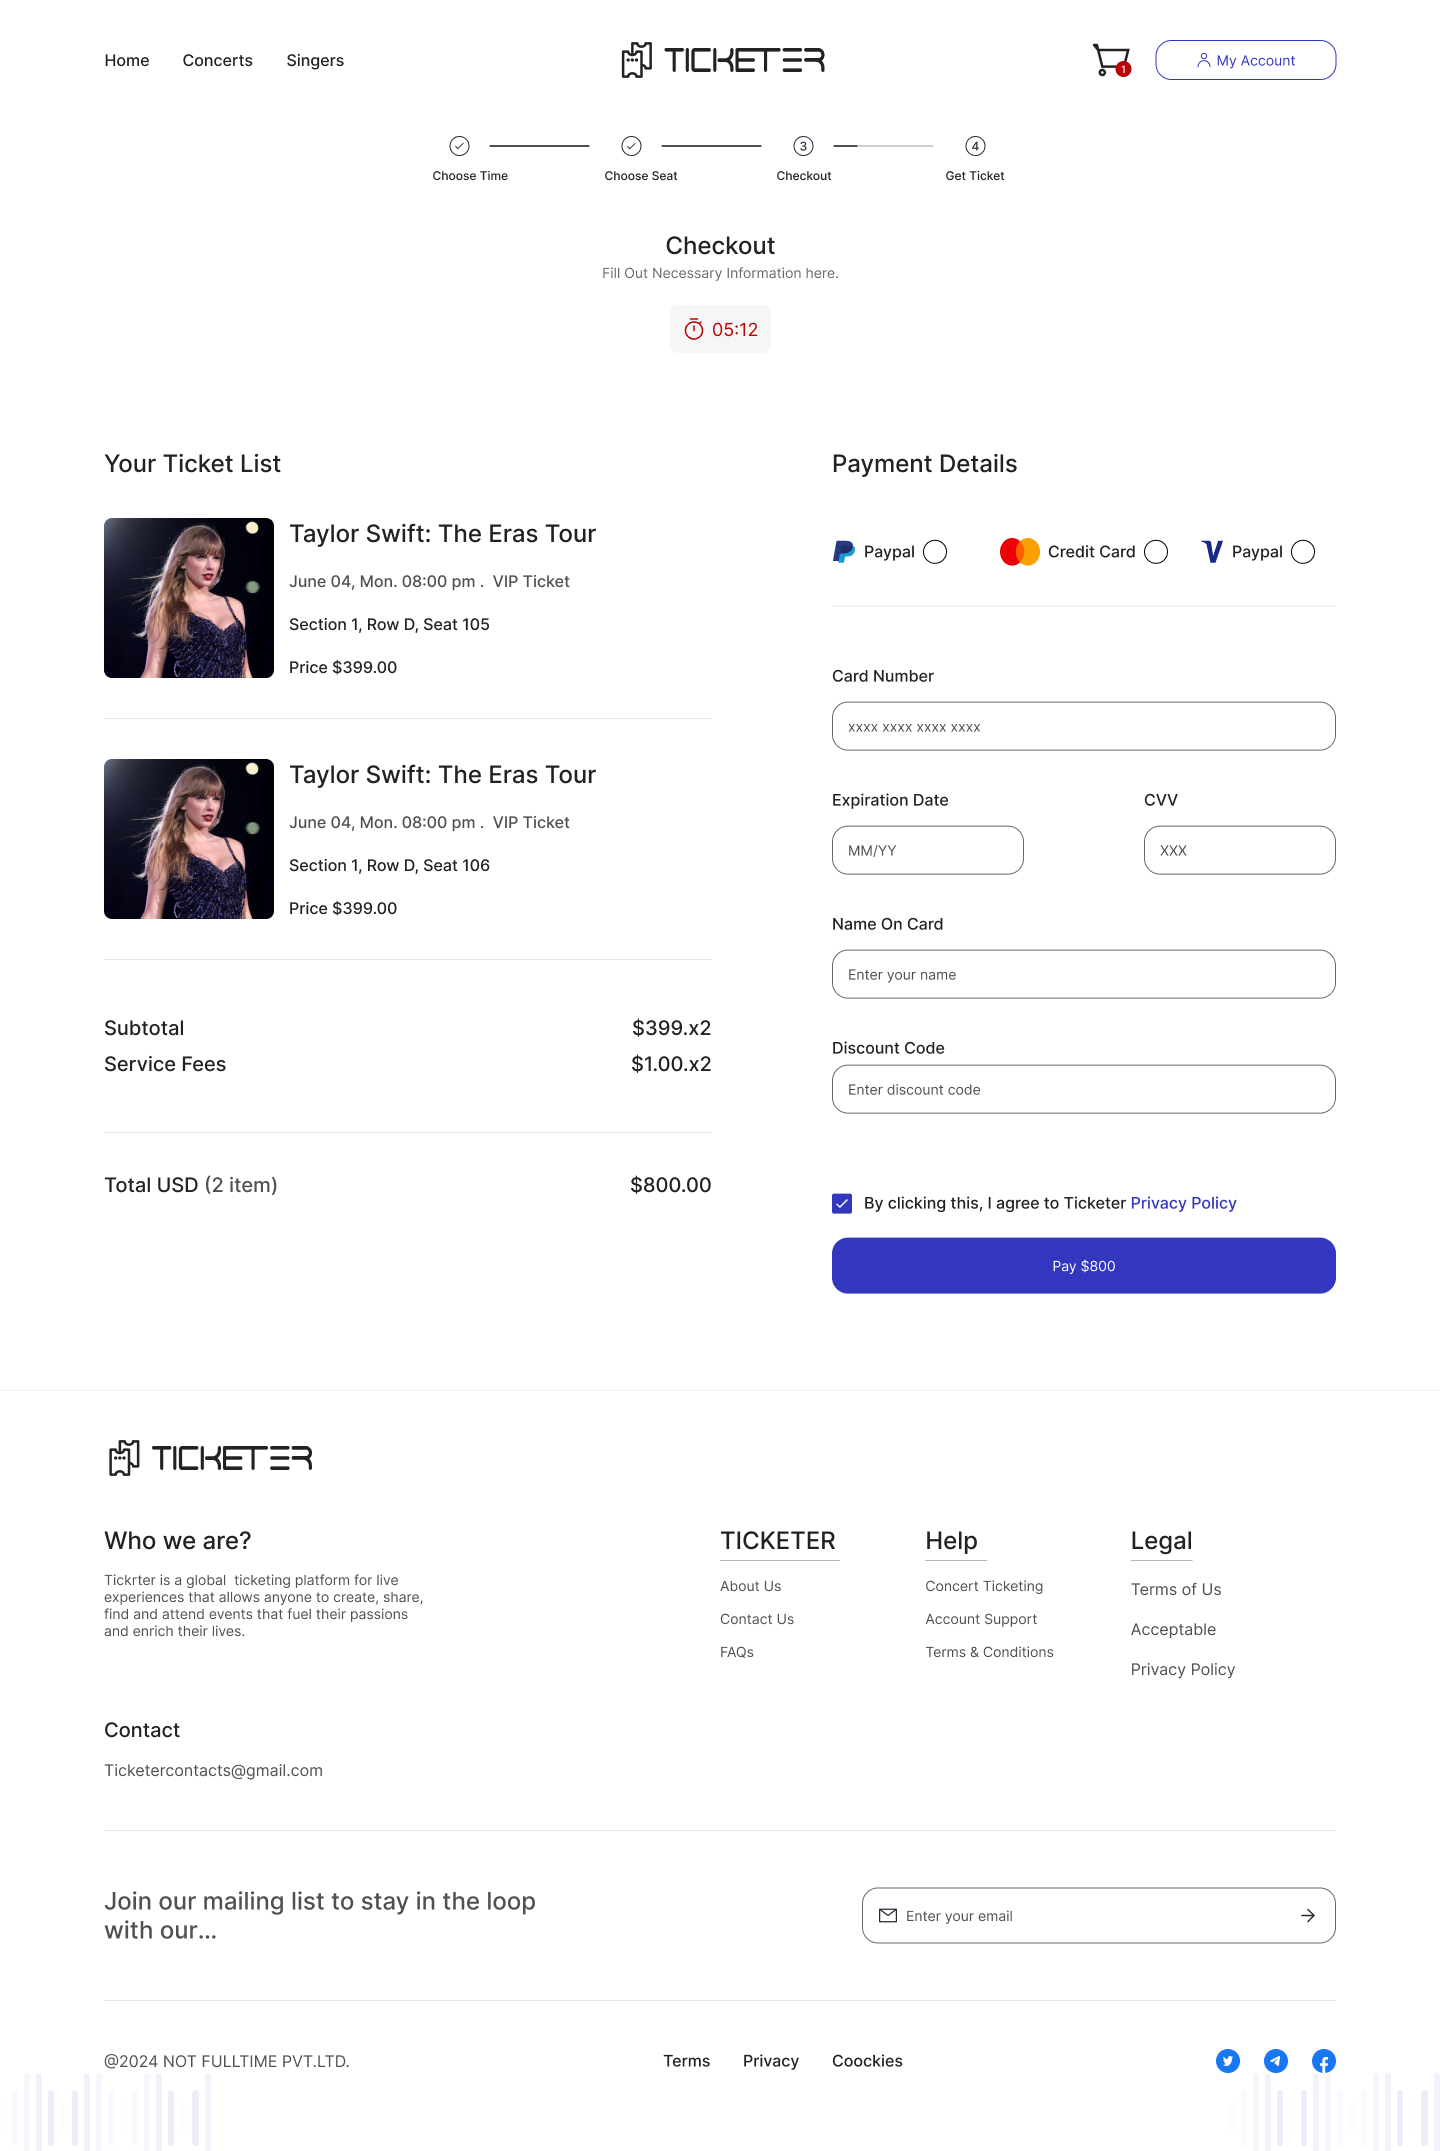 Home Concerts Singers
TICKETER
1
My Account
3
4
Choose Time Choose Seat Checkout Get Ticket
Checkout
Fill Out Necessary Information here.
05:12
Your Ticket List
Taylor Swift: The Eras Tour
June 04, Mon. 08:00 pm . VIP Ticket
Section 1, Row D, Seat 105
Price $399.00
Taylor Swift: The Eras Tour
June 04, Mon. 08:00 pm . VIP Ticket
Section 1, Row D, Seat 106
Price $399.00
Subtotal $399.x2
Service Fees $1.00.x2
Total USD (2 item) $800.00
Payment Details
Paypal Credit Card Paypal
Card Number
xxxx xxxx xxxx xxxx
Expiration Date CVV
MM/YY XXX
Name On Card
Enter your name
Discount Code
Enter discount code
By clicking this, I agree to Ticketer Privacy Policy
Pay $800
TICKETER
Who we are?
Tickrter is a global ticketing platform for live
experiences that allows anyone to create, share,
find and attend events that fuel their passions
and enrich their lives.
TICKETER
About Us
Contact Us
FAQs
Help
Concert Ticketing
Account Support
Terms & Conditions
Legal
Terms of Us
Acceptable
Privacy Policy
Contact
Ticketercontacts@gmail.com
Join our mailing list to stay in the loop
with our...
Enter your email
@2024 NOT FULLTIME PVT.LTD.
Terms Privacy Coockies